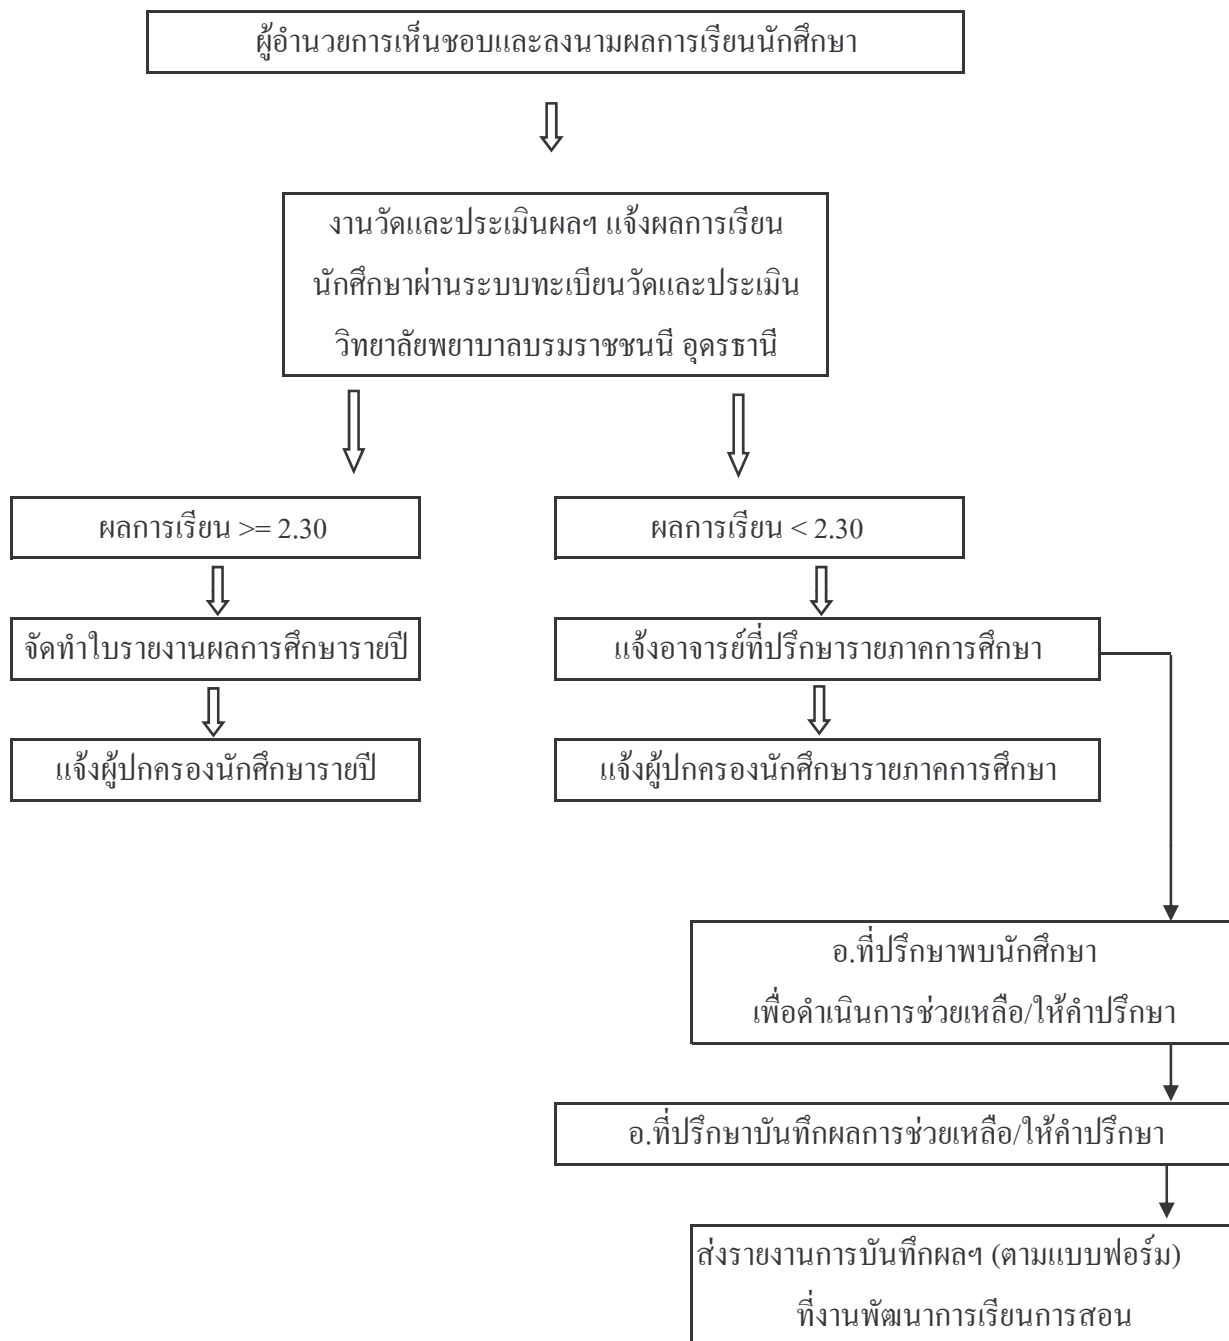 ผู้อำนวยการเห็นชอบและลงนามผลการเรียนนักศึกษา
งานวัดและประเมินผลฯ แจ้งผลการเรียน
นักศึกษาผ่านระบบทะเบียนวัดและประเมิน
วิทยาลัยพยาบาลบรมราชชนนี อุดรธานี
ผลการเรียน >= 2.30
ผลการเรียน < 2.30
จัดทำใบรายงานผลการศึกษารายปี
แจ้งอาจารย์ที่ปรึกษารายภาคการศึกษา
แจ้งผู้ปกครองนักศึกษารายปี
แจ้งผู้ปกครองนักศึกษารายภาคการศึกษา
อ.ที่ปรึกษาพบนักศึกษา
เพื่อดำเนินการช่วยเหลือ/ให้คำปรึกษา
อ.ที่ปรึกษาบันทึกผลการช่วยเหลือ/ให้คำปรึกษา
ส่งรายงานการบันทึกผลฯ (ตามแบบฟอร์ม)
ที่งานพัฒนาการเรียนการสอน